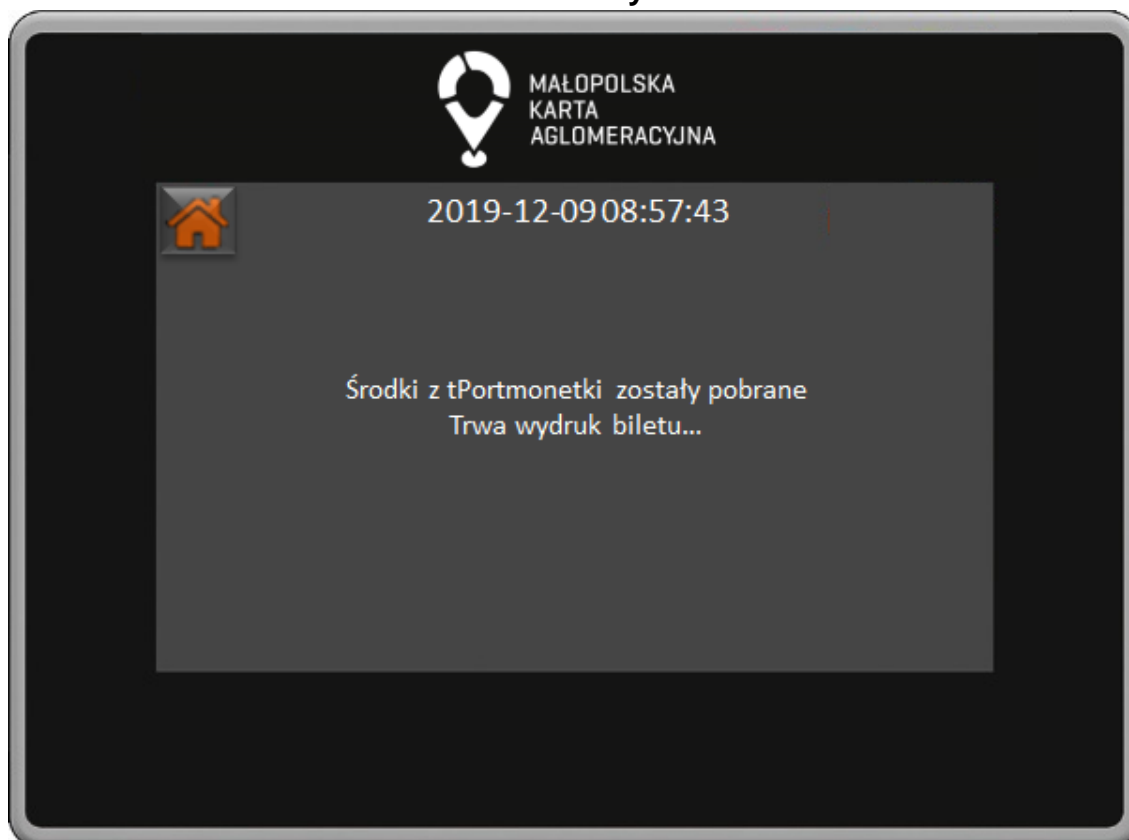 MAŁOPOLSKA
KARTA
AGLOMERACYJNA
2019-12-09 08:57:43
Środki z tPortmonetki zostały pobrane
Trwa wydruk biletu...